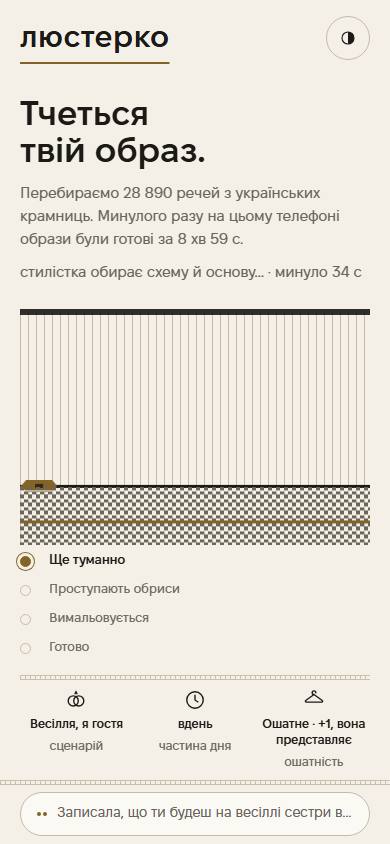 люстерко
Тчеться
твій образ.
Перебираємо 28 890 речей з українських
крамниць. Минулого разу на цьому телефоні
образи були готові за 8 хв 59 с.
стилістка обирає схему й основу... · минуло 34 с
Ще туманно
Проступають обриси
Вимальовується
Готово
Весілля, я гостя
сценарій
вдень
частина дня
Ошатне · +1, вона
представляє
ошатність
Записала, що ти будеш на весіллі сестри в...